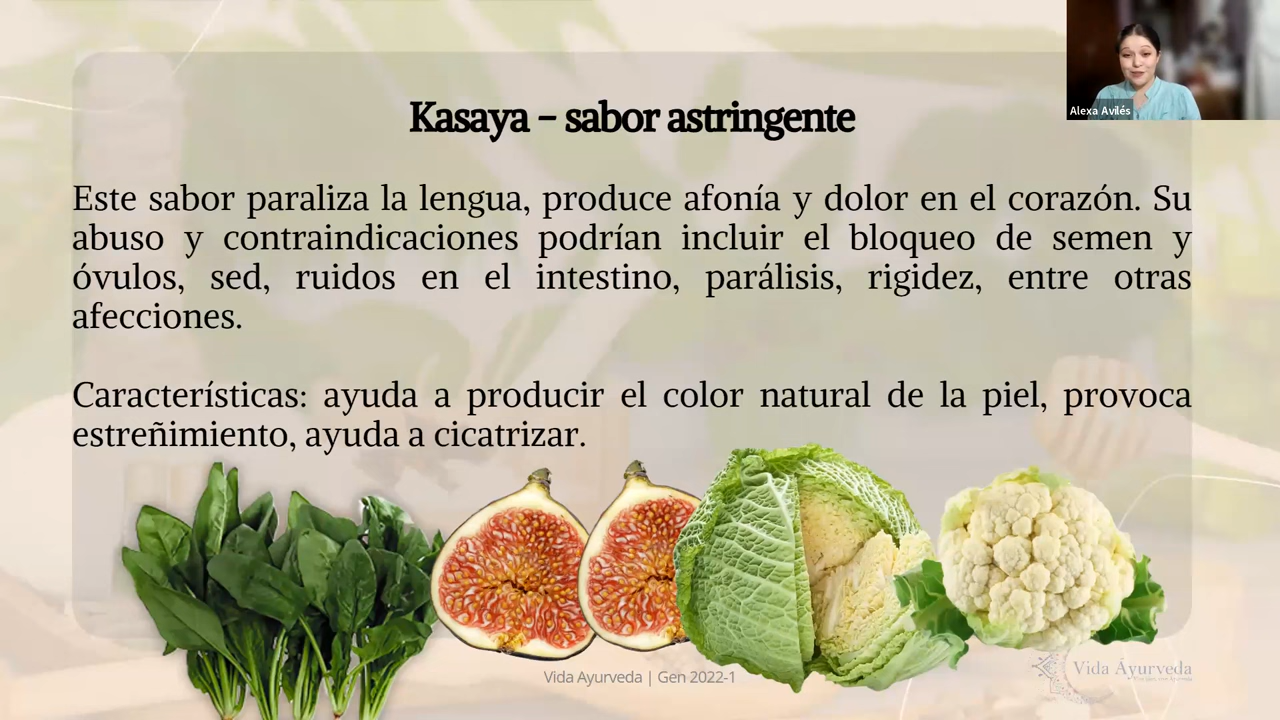 Alexa Avilés
Kasaya – sabor astringente
Este sabor paraliza la lengua, produce afonía y dolor en el corazón. Su
abuso y contraindicaciones podrían incluir el bloqueo de semen y
óvulos, sed, ruidos en el intestino, parálisis, rigidez, entre otras
afecciones.
Características: ayuda a producir el color natural de la piel, provoca
estreñimiento, ayuda a cicatrizar.
Vida Ayurveda | Gen 2022-1
Vida Áyurveda